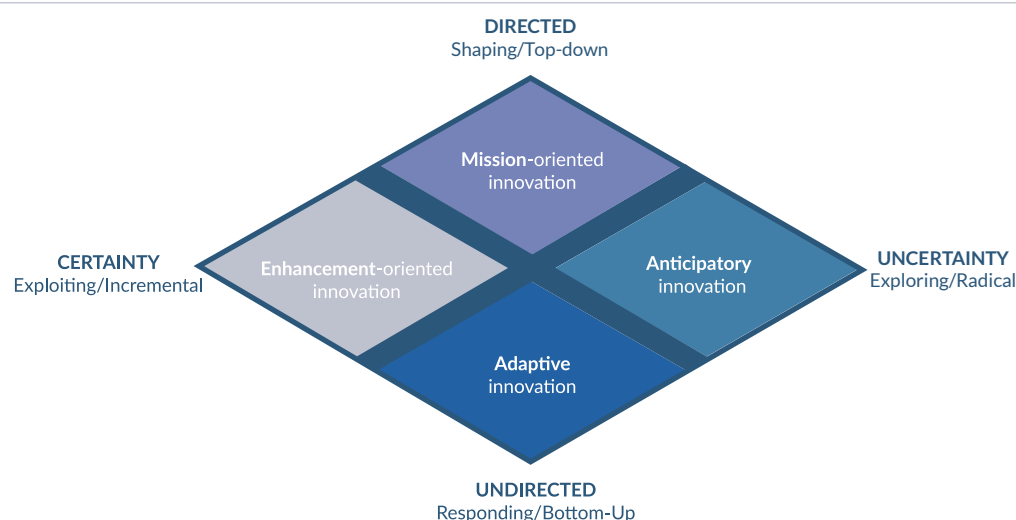 DIRECTED
Shaping/Top-down
Mission-oriented
innovation
CERTAINTY
Exploiting/Incremental
Enhancement-oriented
innovation
Anticipatory
innovation
UNCERTAINTY
Exploring/Radical
Adaptive
innovation
UNDIRECTED
Responding/Bottom-Up